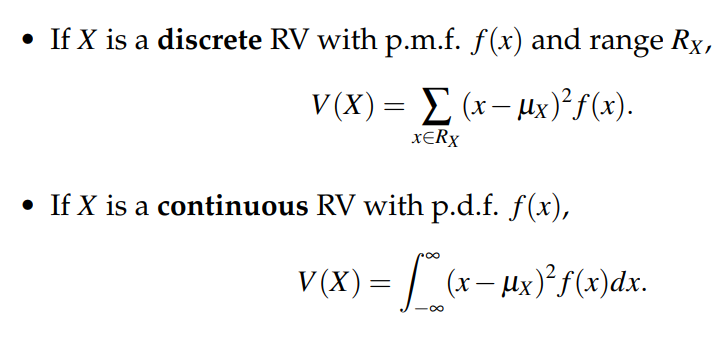 • If X is a discrete RV with p.m.f. f(x) and range R_X,
V(X) = ∑_{x∈R_X} (x − μ_X)² f(x).
• If X is a continuous RV with p.d.f. f(x),
V(X) = ∫_{−∞}^{∞} (x − μ_X)² f(x)dx.